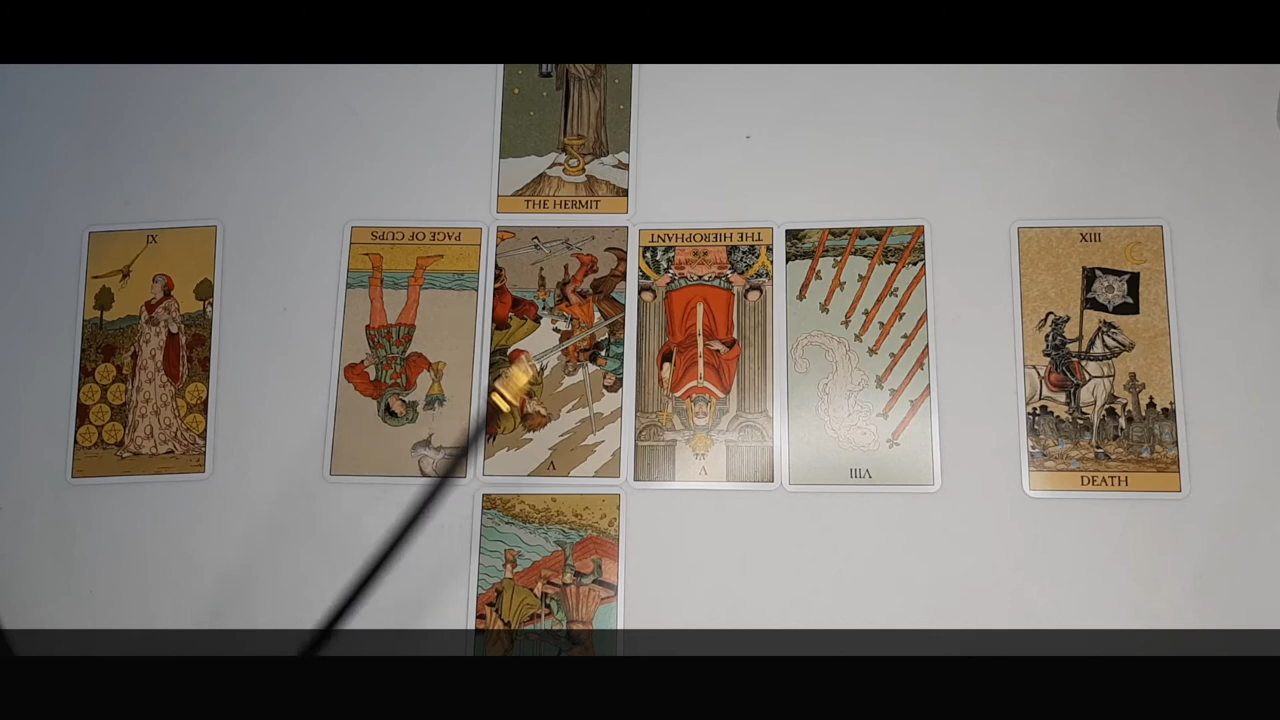 THE HERMIT
IX
PAGE OF CUPS
THE HIEROPHANT
XIII
V
V
VIII
DEATH